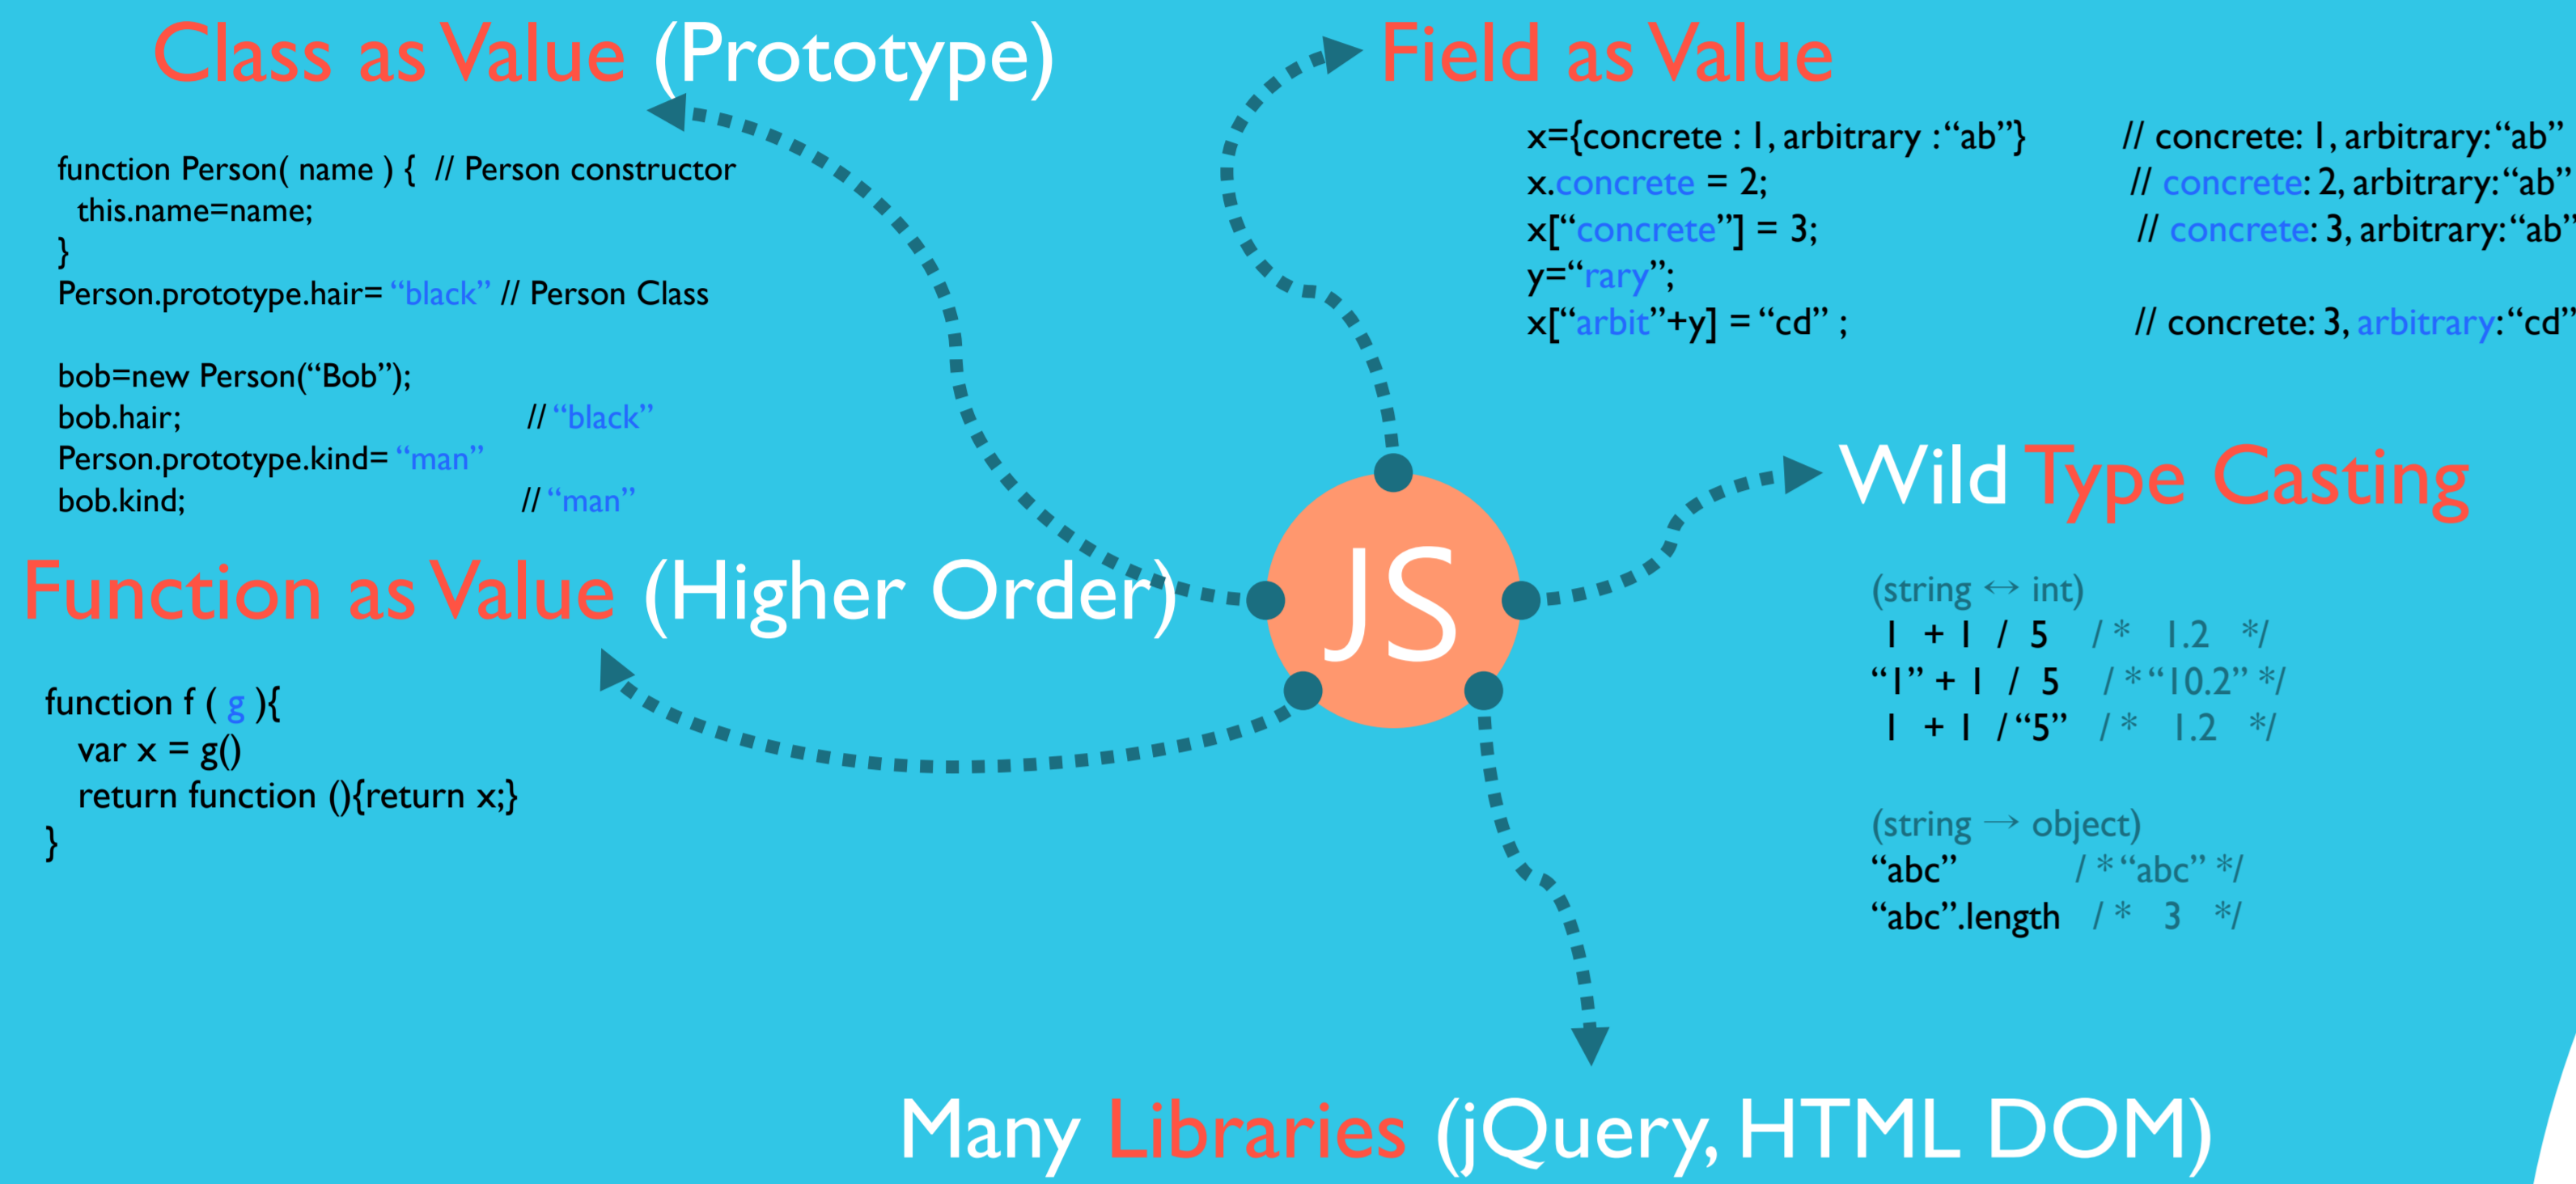 Class as Value (Prototype)
function Person( name ) { // Person constructor
this.name=name;
}
Person.prototype.hair= “black” // Person Class
bob=new Person(“Bob”);
bob.hair; // “black”
Person.prototype.kind= “man”
bob.kind; // “man”
Function as Value (Higher Order)
function f ( g ){
var x = g()
return function (){return x;}
}
JS
Field as Value
x={concrete : 1, arbitrary : “ab”} // concrete: 1, arbitrary: “ab”
x.concrete = 2; // concrete: 2, arbitrary: “ab”
x[“concrete”] = 3; // concrete: 3, arbitrary: “ab”
y=“rary”;
x[“arbit”+y] = “cd” ; // concrete: 3, arbitrary: “cd”
Wild Type Casting
(string ↔ int)
1 + 1 / 5 /* 1.2 */
“1” + 1 / 5 /* “10.2” */
1 + 1 / “5” /* 1.2 */
(string → object)
“abc” /* “abc” */
“abc”.length /* 3 */
Many Libraries (jQuery, HTML DOM)